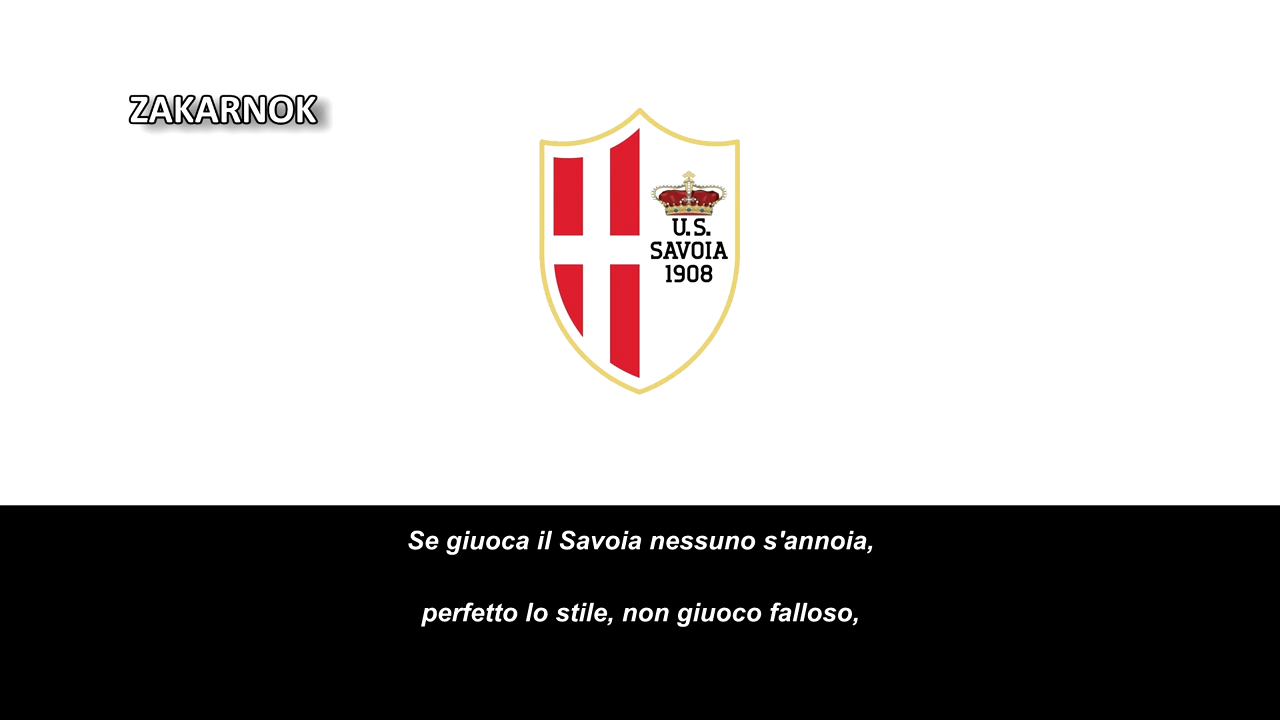 ZAKARNOK
U.S.
SAVOIA
1908
Se giuoca il Savoia nessuno s'annoia,
perfetto lo stile, non giuoco falloso,